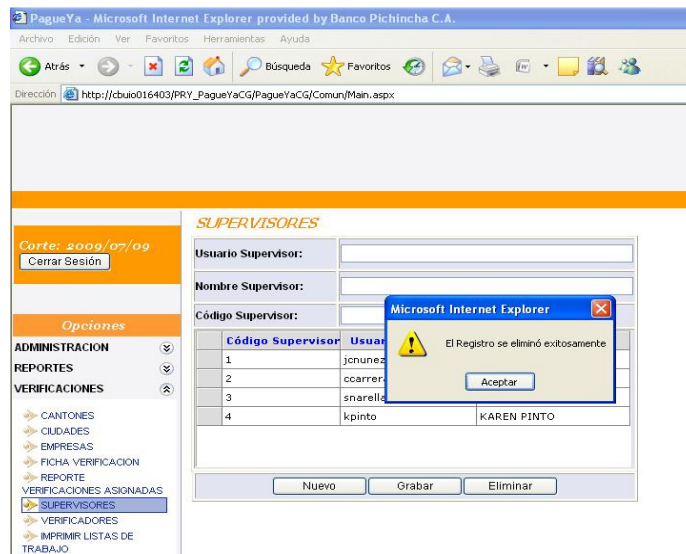 PagueYa - Microsoft Internet Explorer provided by Banco Pichincha C.A.
Archivo Edición Ver Favoritos Herramientas Ayuda
Atrás Búsqueda Favoritos
Dirección http://cbuio016403/PRY_PagueYaCG/PagueYaCG/Comun/Main.aspx
SUPERVISORES
Corte: 2009/07/09
Cerrar Sesión
Usuario Supervisor:
Nombre Supervisor:
Código Supervisor:
Microsoft Internet Explorer
El Registro se eliminó exitosamente
Aceptar
Opciones
ADMINISTRACION
REPORTES
VERIFICACIONES
CANTONES
CIUDADES
EMPRESAS
FICHA VERIFICACION
REPORTE
VERIFICACIONES ASIGNADAS
SUPERVISORES
VERIFICADORES
IMPRIMIR LISTAS DE
TRABAJO
Código Supervisor Usuar
1 jcnunez
2 ccarrer
3 snarella
4 kpinto KAREN PINTO
Nuevo Grabar Eliminar